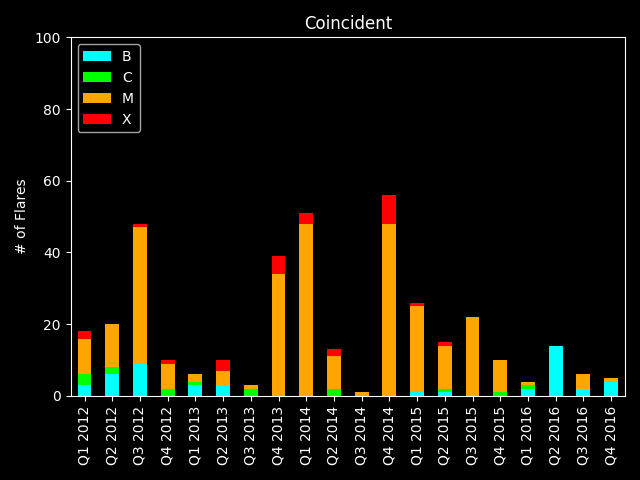 Coincident
100
80
60
40
20
0
# of Flares
B
C
M
X
Q1 2012
Q2 2012
Q3 2012
Q4 2012
Q1 2013
Q2 2013
Q3 2013
Q4 2013
Q1 2014
Q2 2014
Q3 2014
Q4 2014
Q1 2015
Q2 2015
Q3 2015
Q4 2015
Q1 2016
Q2 2016
Q3 2016
Q4 2016